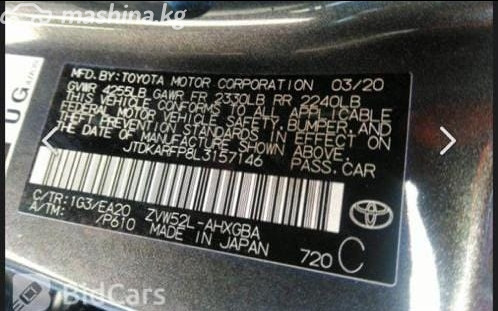 mashina.kg
UG
MFD. BY: TOYOTA MOTOR CORPORATION 03/20
GVWR 4255LB GAWR FR 2330LB RR 2240LB
THIS VEHICLE CONFORMS TO ALL APPLICABLE
FEDERAL MOTOR VEHICLE SAFETY, BUMPER, AND
THEFT PREVENTION STANDARDS IN EFFECT ON
THE DATE OF MANUFACTURE SHOWN ABOVE.
JTDKARFP8L3157146 PASS.CAR
C/TR: 1G3/EA20 ZVW52L-AHXGBA
A/TM: /P610 MADE IN JAPAN
TOYOTA
720 C
BidCars